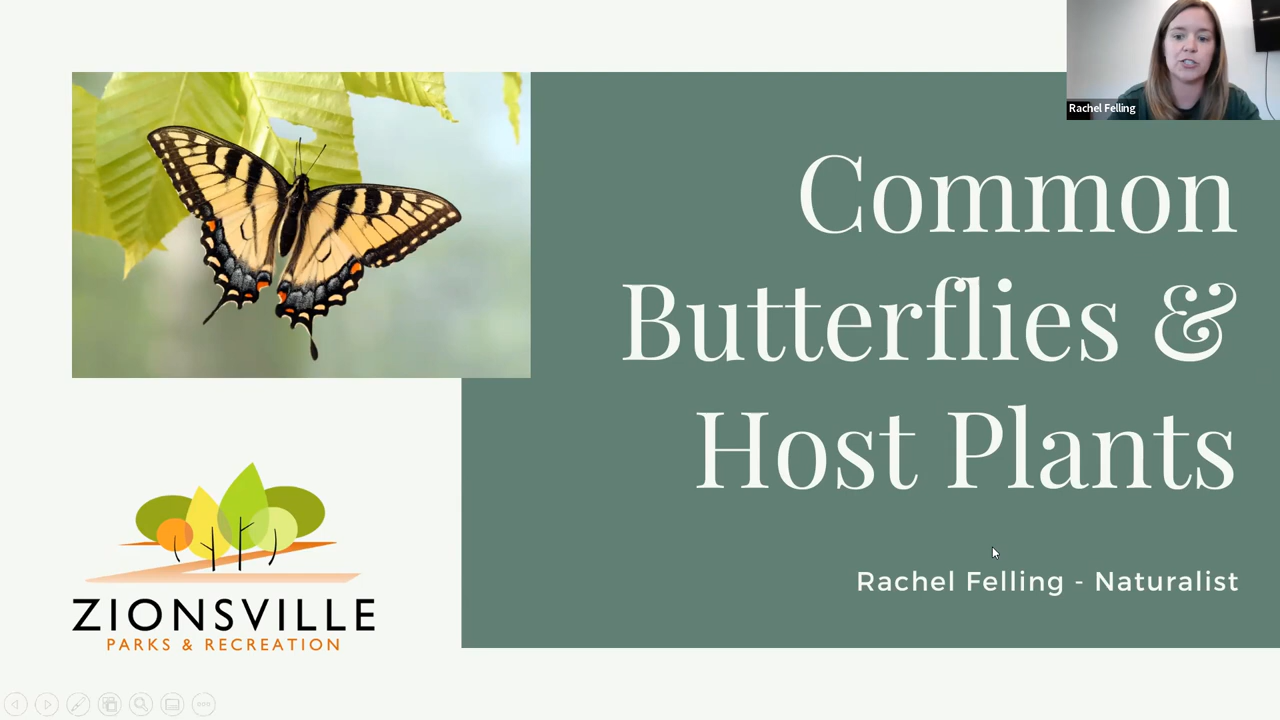 Rachel Felling
Common
Butterflies &
Host Plants
Rachel Felling - Naturalist
ZIONSVILLE
PARKS & RECREATION